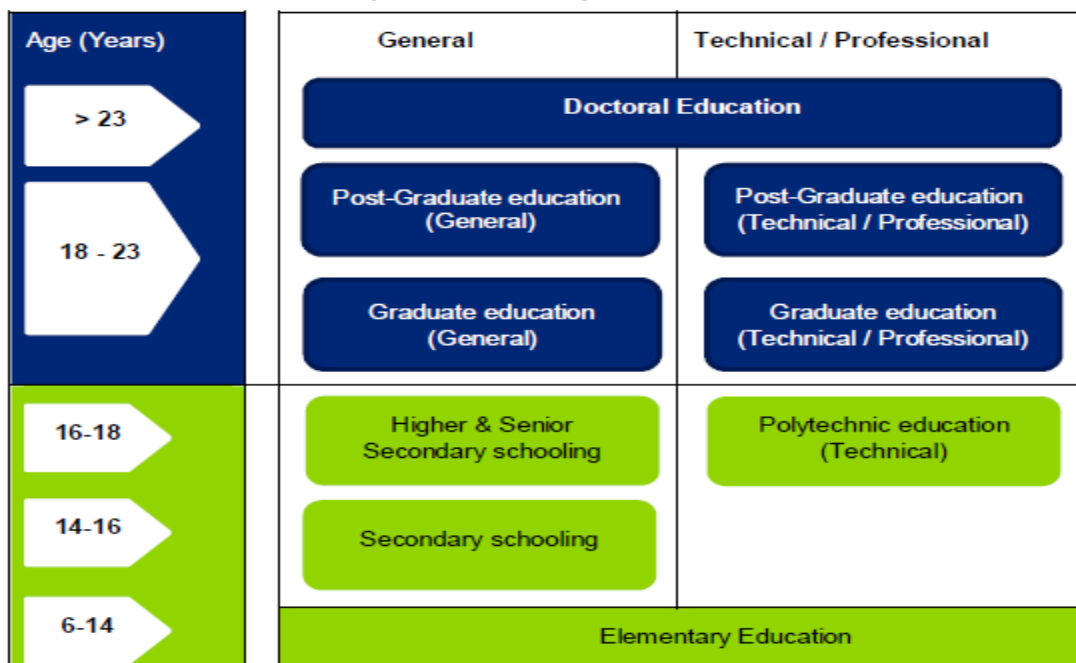 Age (Years)
General
Technical / Professional
> 23
Doctoral Education
18 - 23
Post-Graduate education
(General)
Post-Graduate education
(Technical / Professional)
Graduate education
(General)
Graduate education
(Technical / Professional)
16-18
Higher & Senior
Secondary schooling
Polytechnic education
(Technical)
14-16
Secondary schooling
6-14
Elementary Education